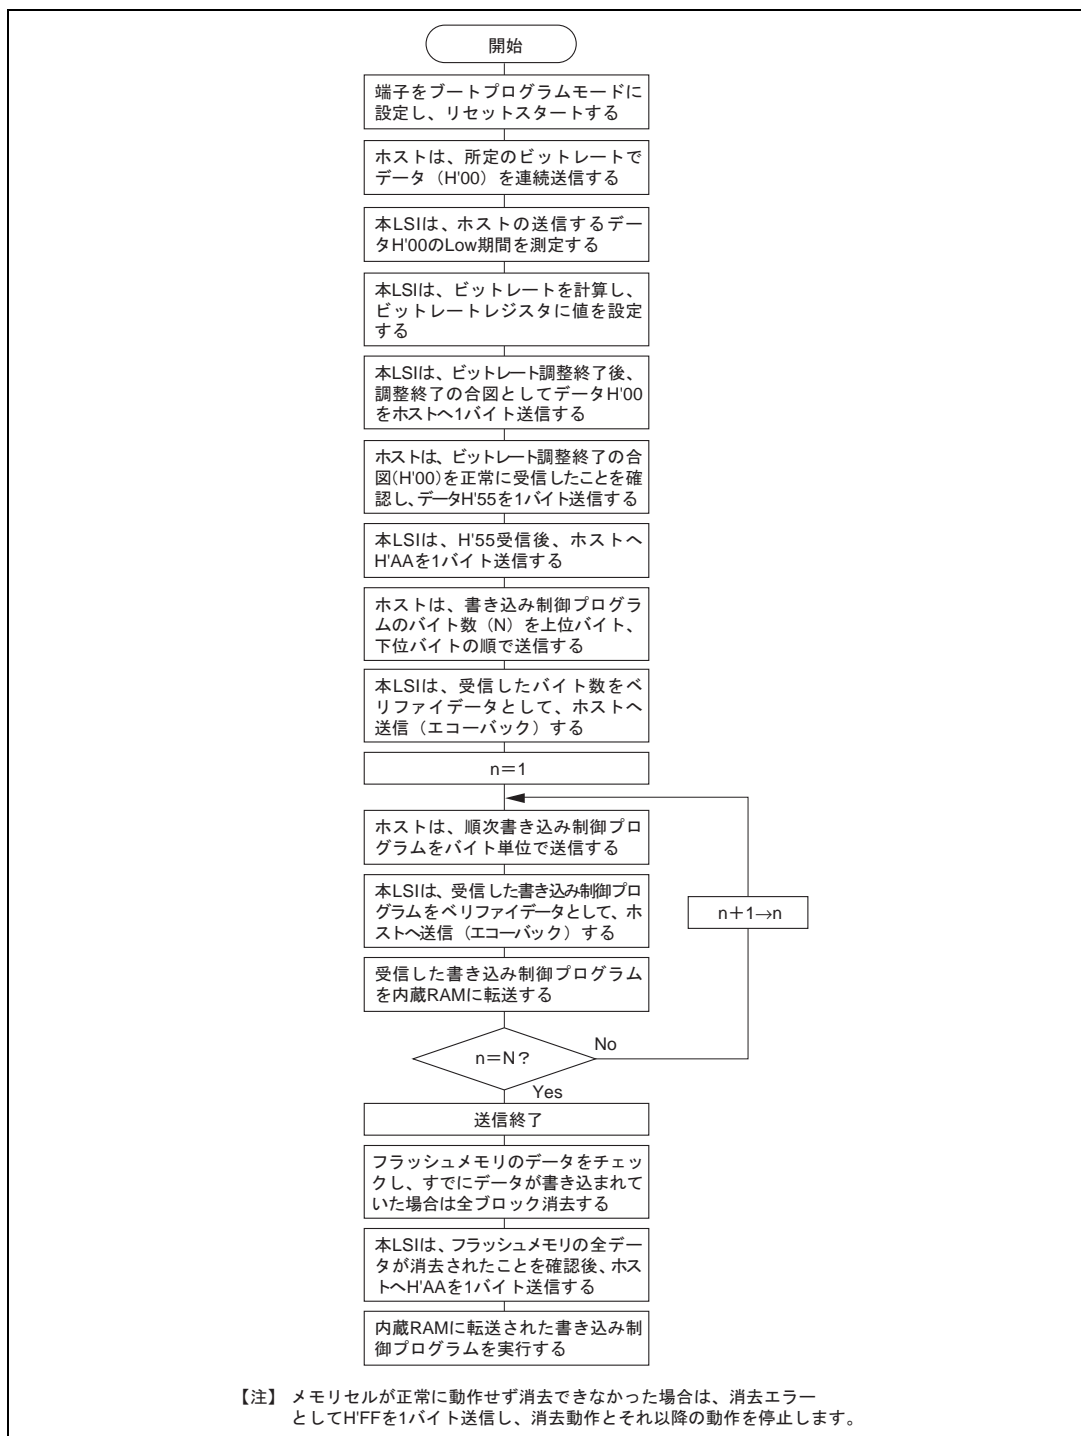 開始
端子をブートプログラムモードに
設定し、リセットスタートする
ホストは、所定のビットレートで
データ（H'00）を連続送信する
本LSIは、ホストの送信するデー
タH'00のLow期間を測定する
本LSIは、ビットレートを計算し、
ビットレートレジスタに値を設定
する
本LSIは、ビットレート調整終了後、
調整終了の合図としてデータH'00
をホストへ1バイト送信する
ホストは、ビットレート調整終了の合
図(H'00)を正常に受信したことを確
認し、データH'55を1バイト送信する
本LSIは、H'55受信後、ホストへ
H'AAを1バイト送信する
ホストは、書き込み制御プログラ
ムのバイト数（N）を上位バイト、
下位バイトの順で送信する
本LSIは、受信したバイト数をベ
リファイデータとして、ホストへ
送信（エコーバック）する
n＝1
ホストは、順次書き込み制御プロ
グラムをバイト単位で送信する
本LSIは、受信した書き込み制御プロ
グラムをベリファイデータとして、ホ
ストへ送信（エコーバック）する
n＋1→n
受信した書き込み制御プログラム
を内蔵RAMに転送する
n＝N？
No
Yes
送信終了
フラッシュメモリのデータをチェッ
クし、すでにデータが書き込まれて
いた場合は全ブロック消去する
本LSIは、フラッシュメモリの全デー
タが消去されたことを確認後、ホス
トへH'AAを1バイト送信する
内蔵RAMに転送された書き込み制
御プログラムを実行する
【注】 メモリセルが正常に動作せず消去できなかった場合は、消去エラー
としてH'FFを1バイト送信し、消去動作とそれ以降の動作を停止します。